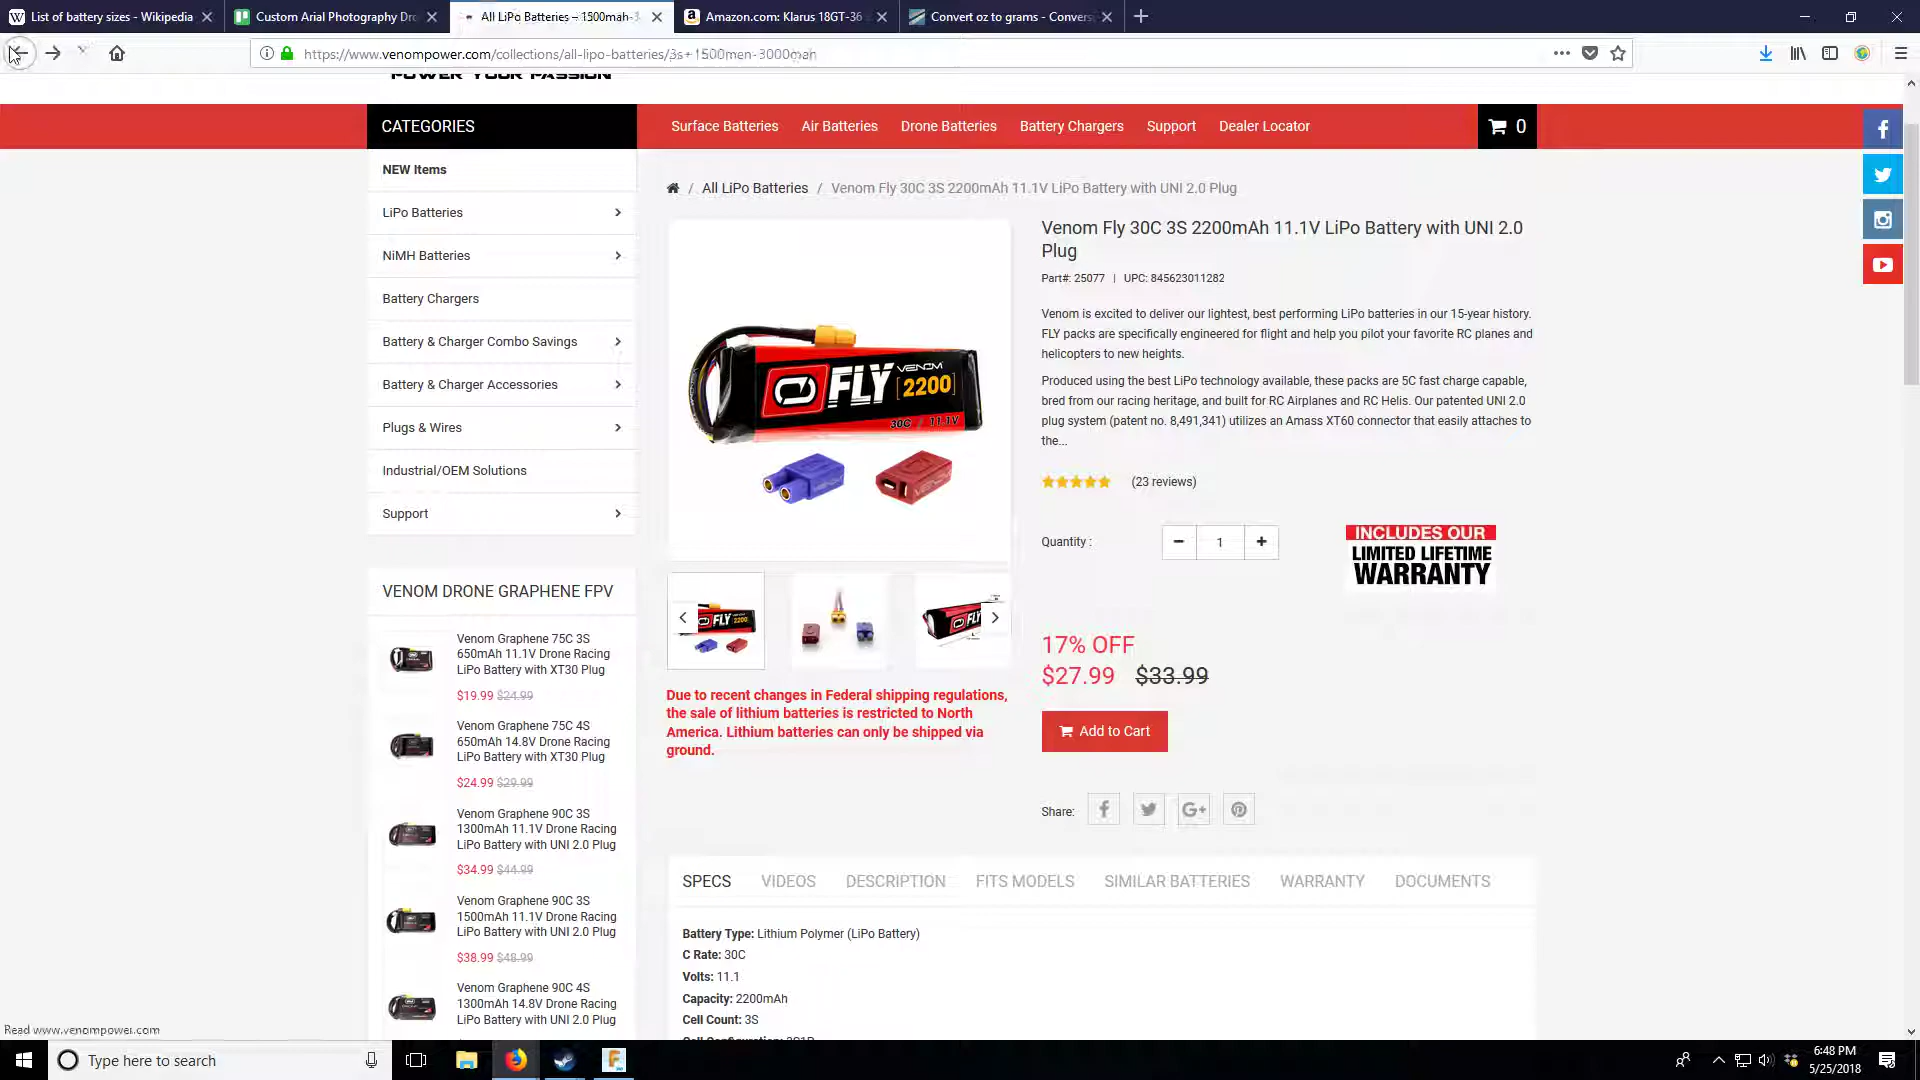 List of battery sizes - Wikipedia
Custom Arial Photography Dro
All LiPo Batteries – 1500mah-3
Amazon.com: Klarus 18GT-36
Convert oz to grams - Convers
https://www.venompower.com/collections/all-lipo-batteries/3s+1500meh-3000mah
POWER YOUR PASSION
CATEGORIES
Surface Batteries
Air Batteries
Drone Batteries
Battery Chargers
Support
Dealer Locator
0
NEW Items
LiPo Batteries
NiMH Batteries
Battery Chargers
Battery & Charger Combo Savings
Battery & Charger Accessories
Plugs & Wires
Industrial/OEM Solutions
Support
VENOM DRONE GRAPHENE FPV
Venom Graphene 75C 3S
650mAh 11.1V Drone Racing
LiPo Battery with XT30 Plug
$19.99 $24.99
Venom Graphene 75C 4S
650mAh 14.8V Drone Racing
LiPo Battery with XT30 Plug
$24.99 $29.99
Venom Graphene 90C 3S
1300mAh 11.1V Drone Racing
LiPo Battery with UNI 2.0 Plug
$34.99 $44.99
Venom Graphene 90C 3S
1500mAh 11.1V Drone Racing
LiPo Battery with UNI 2.0 Plug
$38.99 $48.99
Venom Graphene 90C 4S
1300mAh 14.8V Drone Racing
LiPo Battery with UNI 2.0 Plug
/ All LiPo Batteries / Venom Fly 30C 3S 2200mAh 11.1V LiPo Battery with UNI 2.0 Plug
FLY VENOM [2200]
30C / 11.1V
FLY 2200
FLY
Due to recent changes in Federal shipping regulations,
the sale of lithium batteries is restricted to North
America. Lithium batteries can only be shipped via
ground.
Venom Fly 30C 3S 2200mAh 11.1V LiPo Battery with UNI 2.0
Plug
Part#: 25077 | UPC: 845623011282
Venom is excited to deliver our lightest, best performing LiPo batteries in our 15-year history.
FLY packs are specifically engineered for flight and help you pilot your favorite RC planes and
helicopters to new heights.
Produced using the best LiPo technology available, these packs are 5C fast charge capable,
bred from our racing heritage, and built for RC Airplanes and RC Helis. Our patented UNI 2.0
plug system (patent no. 8,491,341) utilizes an Amass XT60 connector that easily attaches to
the...
(23 reviews)
Quantity : 1
INCLUDES OUR
LIMITED LIFETIME
WARRANTY
17% OFF
$27.99 $33.99
Add to Cart
Share:
SPECS VIDEOS DESCRIPTION FITS MODELS SIMILAR BATTERIES WARRANTY DOCUMENTS
Battery Type: Lithium Polymer (LiPo Battery)
C Rate: 30C
Volts: 11.1
Capacity: 2200mAh
Cell Count: 3S
Read www.venompower.com
Type here to search
6:48 PM
5/25/2018